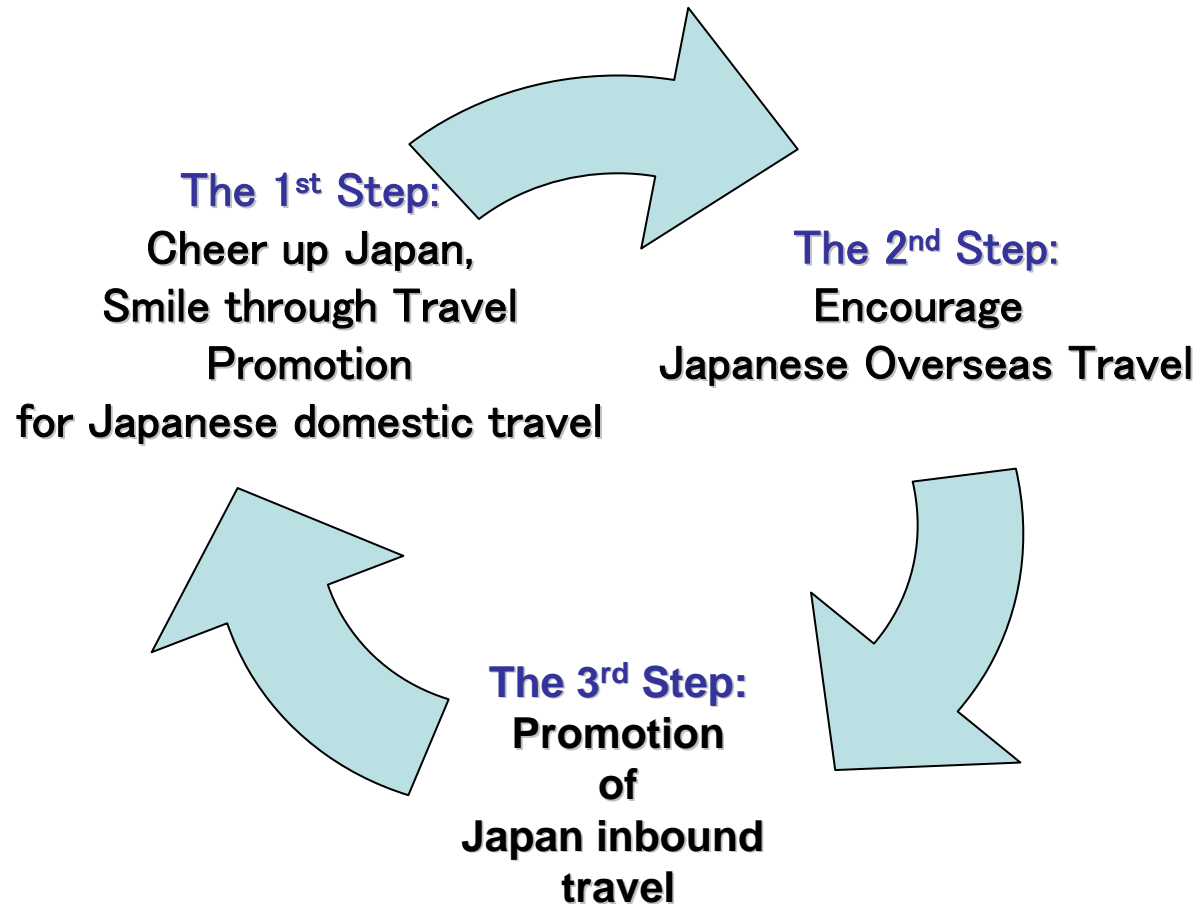 The 1st Step:
Cheer up Japan,
Smile through Travel
Promotion
for Japanese domestic travel
The 2nd Step:
Encourage
Japanese Overseas Travel
The 3rd Step:
Promotion
of
Japan inbound
travel